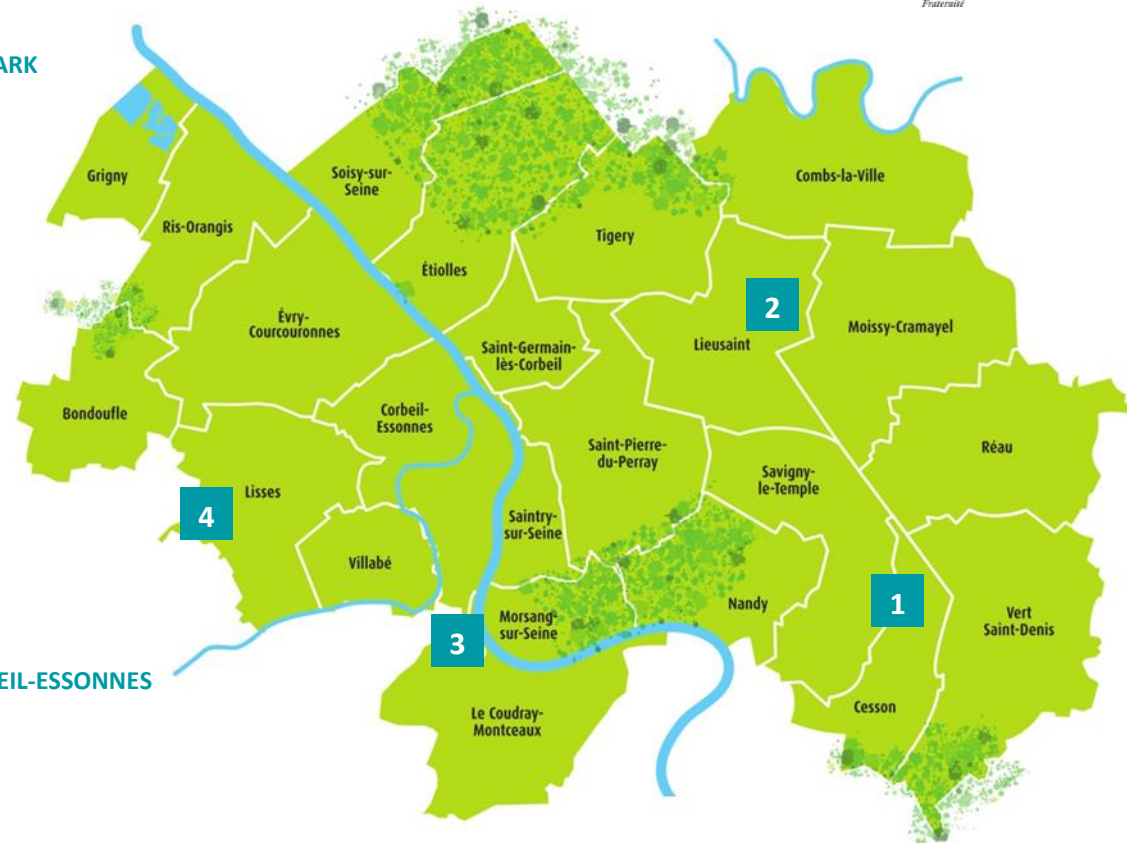 Fraternité
ARK
Grigny
Ris-Orangis
Soisy-sur-
Seine
Combs-la-Ville
Tigery
Étiolles
Évry-
Courcouronnes
2
Moissy-Cramayel
Lieusaint
Saint-Germain-
lès-Corbeil
Bondoufle
Corbeil-
Essonnes
Saint-Pierre-
du-Perray
Réau
Savigny-
le-Temple
Lisses
4
Saintry-
sur-Seine
Villabé
1
Nandy
Morsang-
sur-Seine
Vert
Saint-Denis
3
EIL-ESSONNES
Cesson
Le Coudray-
Montceaux